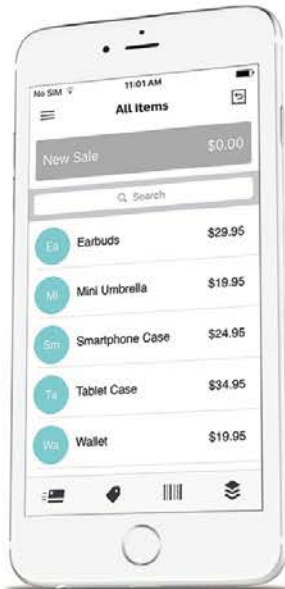 No SIM 11:01 AM
All Items
New Sale $0.00
Search
Ea Earbuds $29.95
Mi Mini Umbrella $19.95
Sm Smartphone Case $24.95
Ta Tablet Case $34.95
Wa Wallet $19.95